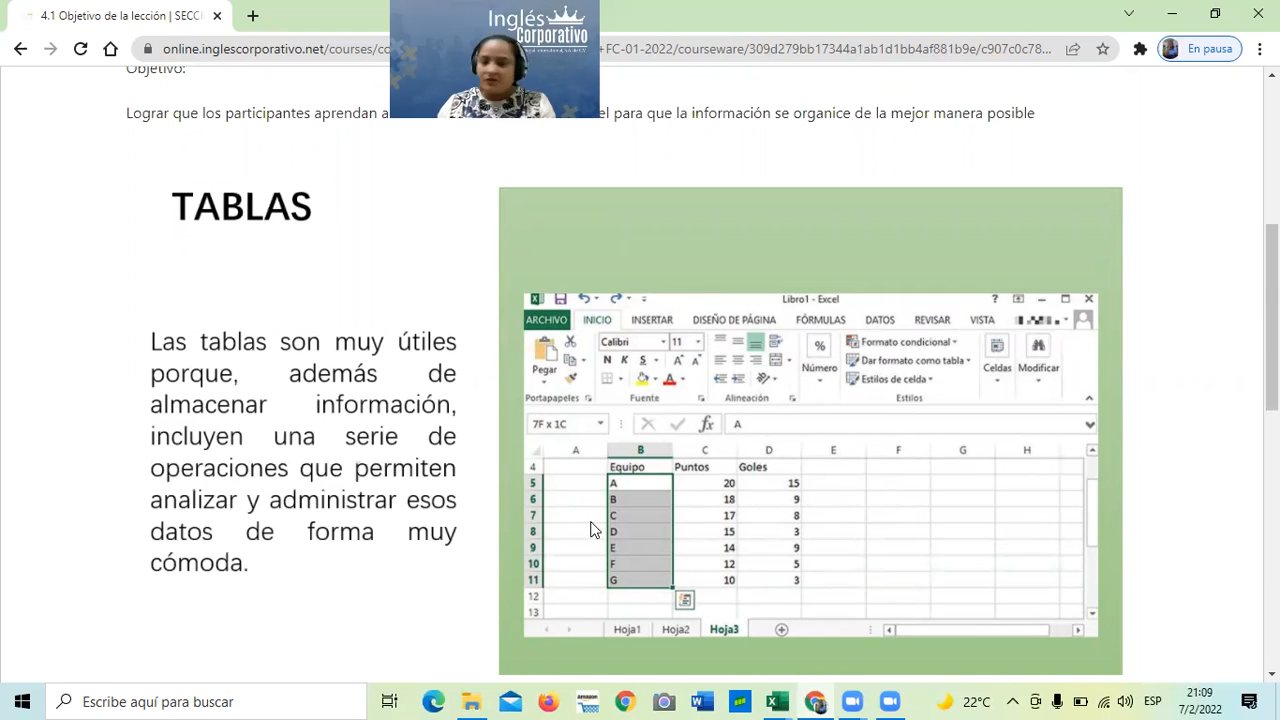 4.1 Objetivo de la lección | SECCI
Inglés
Corporativo
online.inglescorporativo.net/courses/co
+FC-01-2022/courseware/309d279b0b7344a1ab1d1bb4af8811
En pausa
Objetivo:
Lograr que los participantes aprendan a
el para que la información se organice de la mejor manera posible
TABLAS
Las tablas son muy útiles
porque, además de
almacenar información,
incluyen una serie de
operaciones que permiten
analizar y administrar esos
datos de forma muy
cómoda.
Libro1 - Excel
ARCHIVO INICIO INSERTAR DISEÑO DE PÁGINA FÓRMULAS DATOS REVISAR VISTA
Pegar
Calibri 11
N K S
Número
Formato condicional
Dar formato como tabla
Estilos de celda
Celdas
Modificar
Portapapeles Fuente Alineación Estilos
7F x 1C fx A
A B C D E F G H
4 Equipo Puntos Goles
5 A 20 15
6 B 18 9
7 C 17 8
8 D 15 3
9 E 14 9
10 F 12 5
11 G 10 3
12
13
Hoja1 Hoja2 Hoja3
Escribe aquí para buscar
amazon
22°C
ESP
21:09
7/2/2022